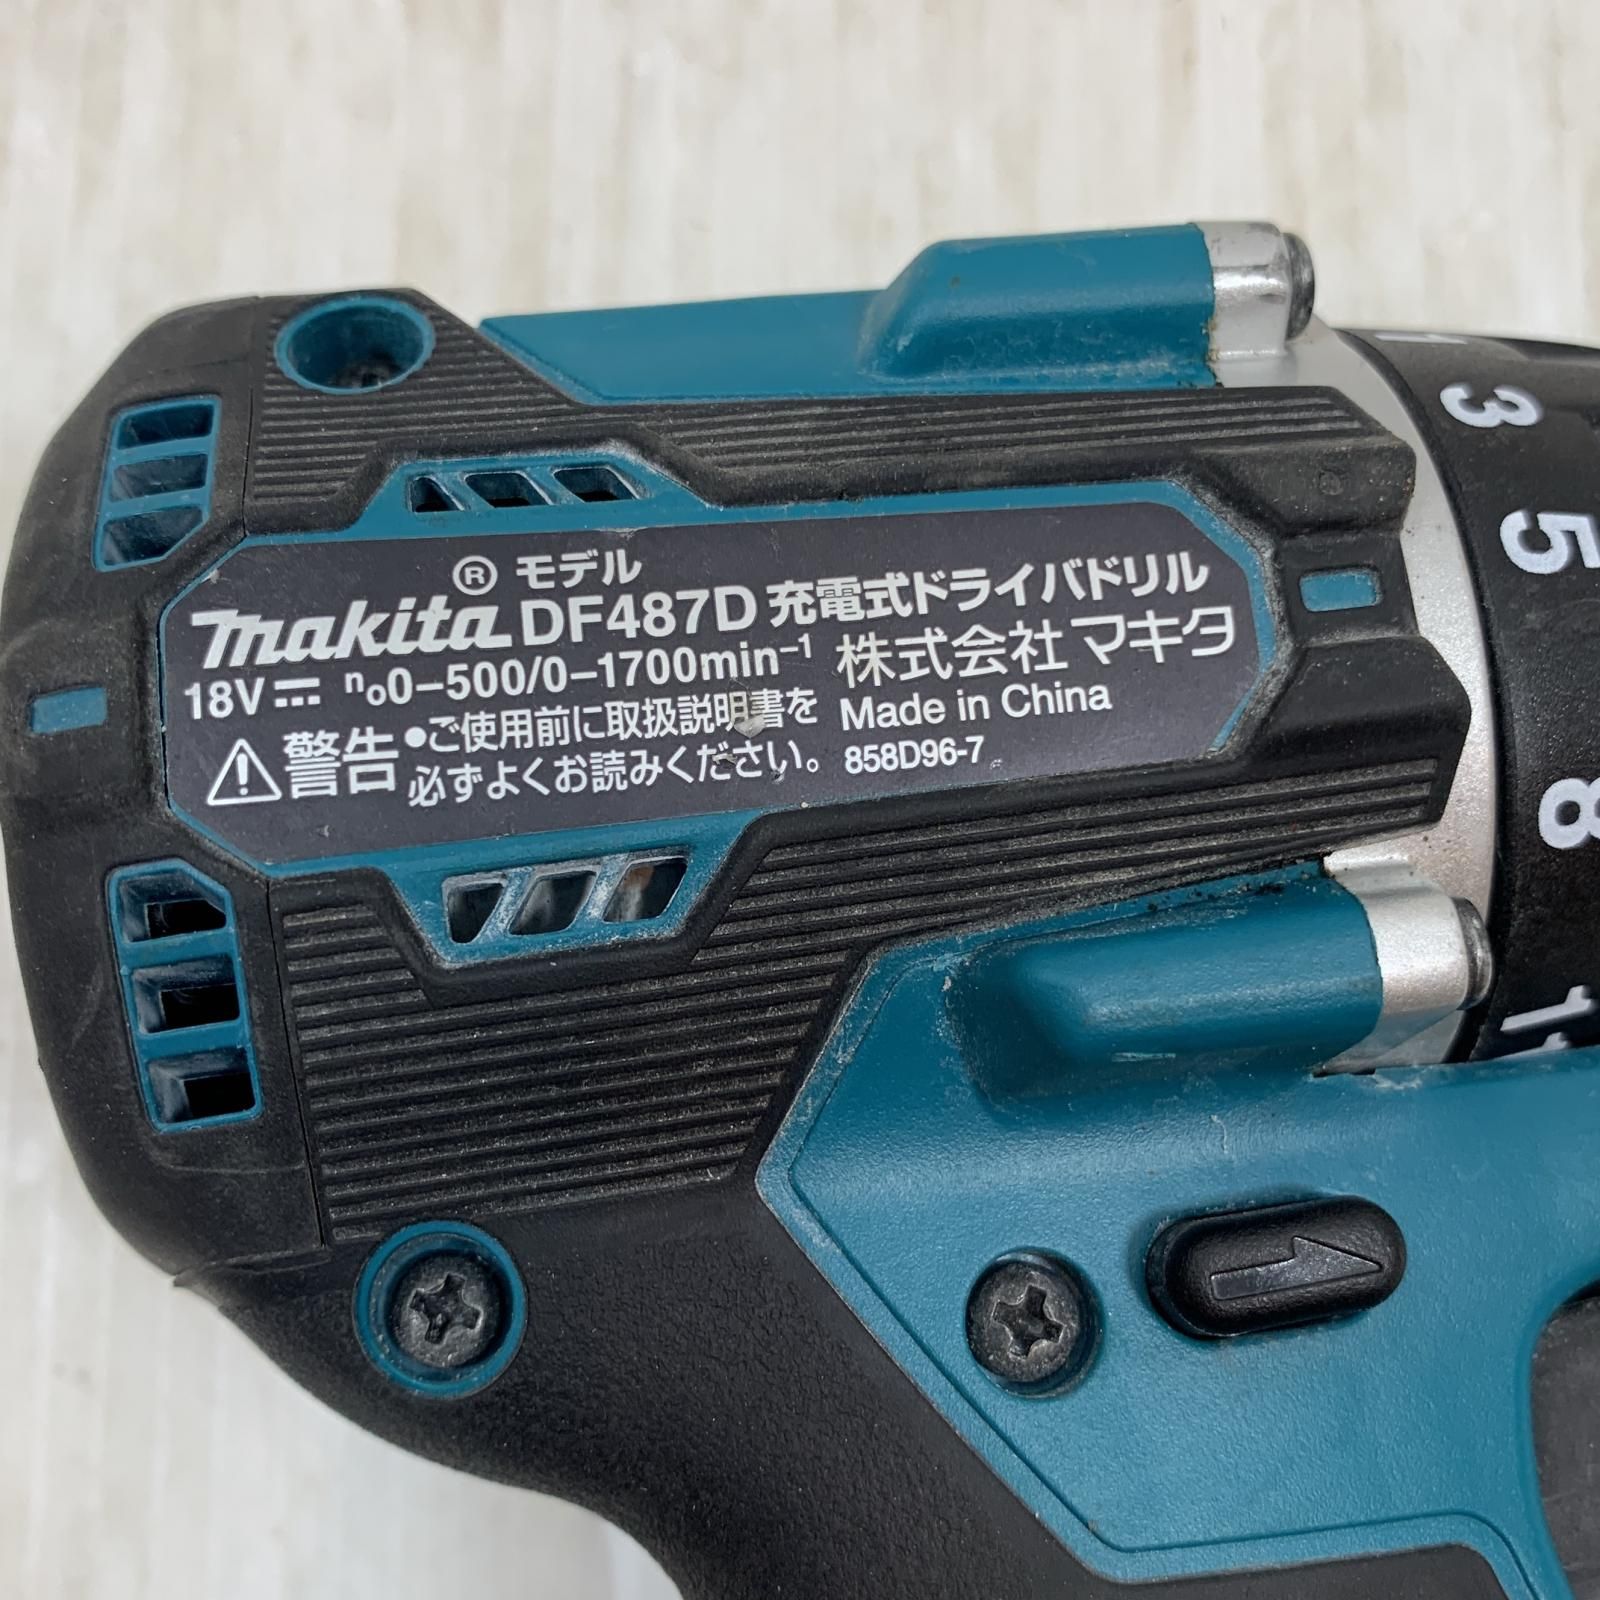 ® モデル
makita DF487D 充電式ドライバドリル
18V n₀0-500/0-1700min⁻¹ 株式会社マキタ
⚠警告 •ご使用前に取扱説明書を Made in China
必ずよくお読みください。 858D96-7
1
3
5
8
11